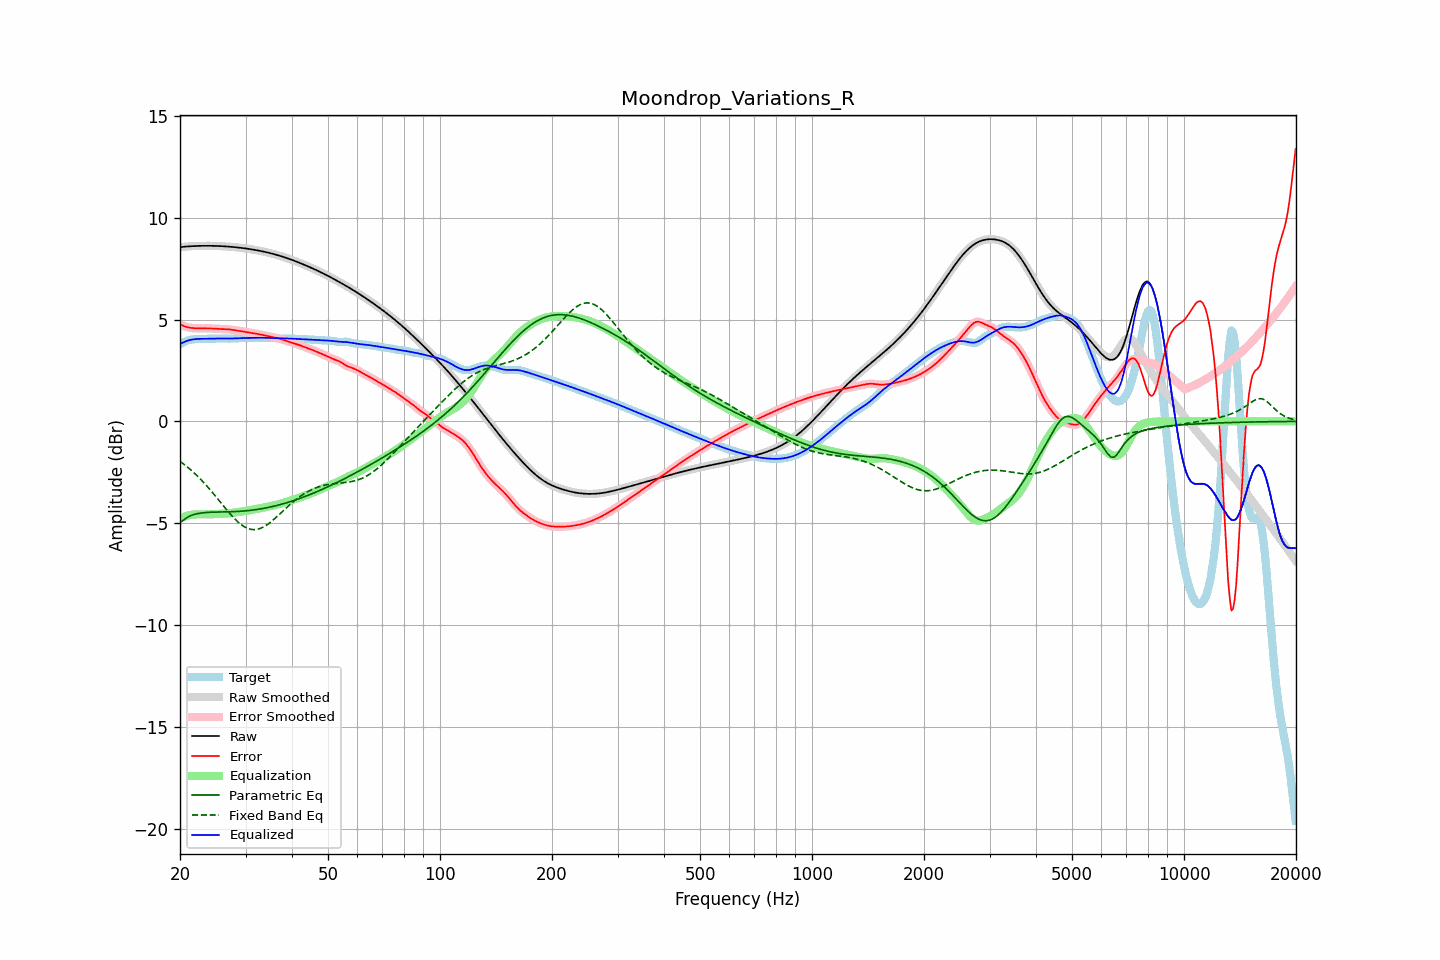 Moondrop_Variations_R
15
10
5
0
−5
−10
−15
−20
Amplitude (dBr)
Target
Raw Smoothed
Error Smoothed
Raw
Error
Equalization
Parametric Eq
Fixed Band Eq
Equalized
20 50 100 200 500 1000 2000 5000 10000 20000
Frequency (Hz)